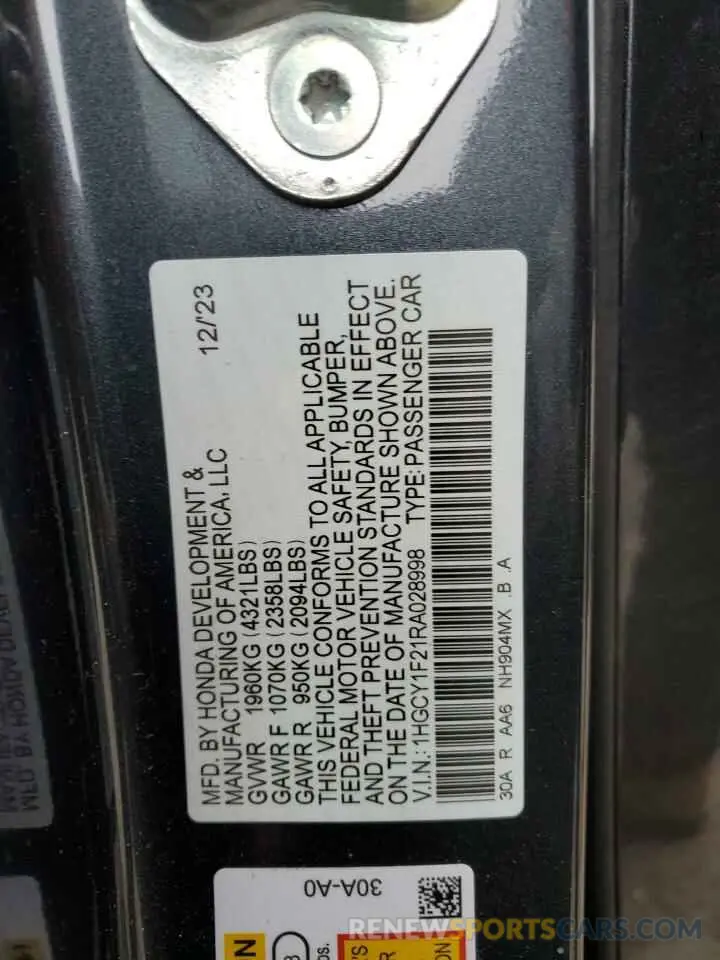 MFD. BY HONDA DEVELOPMENT &
MANUFACTURING OF AMERICA, LLC 12/'23
GVWR 1960KG (4321LBS)
GAWR F 1070KG (2358LBS)
GAWR R 950KG (2094LBS)
THIS VEHICLE CONFORMS TO ALL APPLICABLE
FEDERAL MOTOR VEHICLE SAFETY, BUMPER,
AND THEFT PREVENTION STANDARDS IN EFFECT
ON THE DATE OF MANUFACTURE SHOWN ABOVE.
V.I.N.: 1HGCY1F21RA028998 TYPE: PASSENGER CAR
30A R AA6 NH904MX .B .A
30A-A0
RENEWSPORTCARS.COM